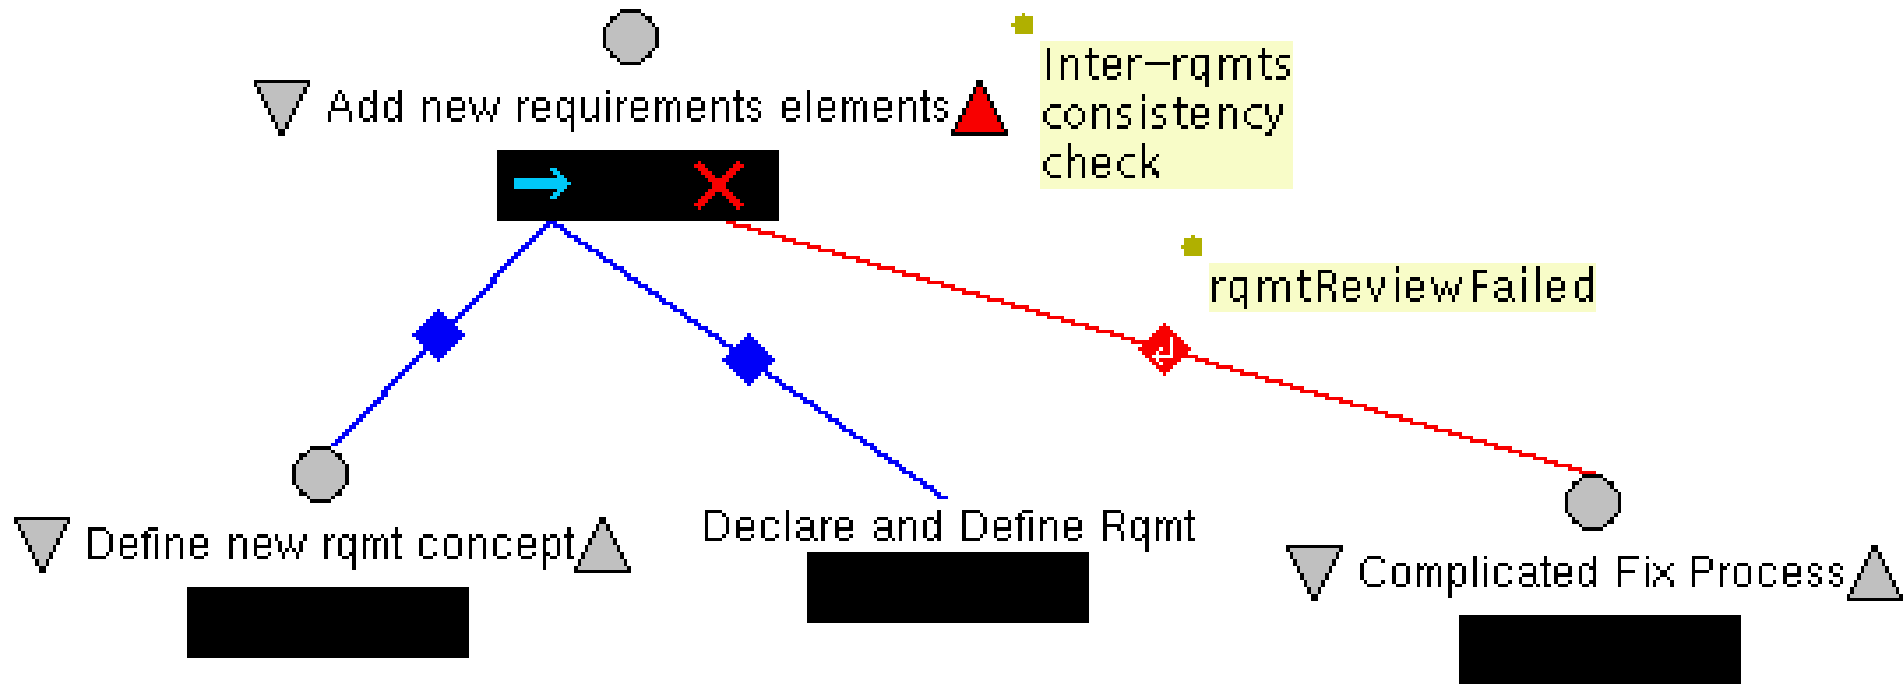 Add new requirements elements
Inter-rqmts
consistency
check
rqmtReviewFailed
Define new rqmt concept
Declare and Define Rqmt
Complicated Fix Process